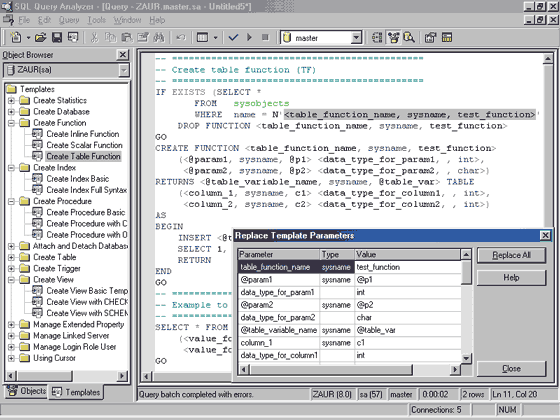 SQL Query Analyzer - [Query - ZAUR.master.sa - Untitled5*]
File Edit Query Tools Window Help
master
Object Browser
ZAUR(sa)
Templates
Create Statistics
Create Database
Create Function
Create Inline Function
Create Scalar Function
Create Table Function
Create Index
Create Index Basic
Create Index Full Syntax
Create Procedure
Create Procedure Basic
Create Procedure with C
Create Procedure with O
Attach and Detach Database
Create Table
Create Trigger
Create View
Create View Basic Temp
Create View with CHECK
Create View with SCHEM
Manage Extended Property
Manage Linked Server
Manage Login Role User
Using Cursor
Objects Templates
-- =============================================
-- Create table function (TF)
-- =============================================
IF EXISTS (SELECT *
FROM sysobjects
WHERE name = N'<table_function_name, sysname, test_function>'
DROP FUNCTION <table_function_name, sysname, test_function>
GO
CREATE FUNCTION <table_function_name, sysname, test_function>
(<@param1, sysname, @p1> <data_type_for_param1, , int>,
<@param2, sysname, @p2> <data_type_for_param2, , char>)
RETURNS <@table_variable_name, sysname, @table_var> TABLE
(<column_1, sysname, c1> <data_type_for_column1, , int>,
<column_2, sysname, c2> <data_type_for_column2, , int>)
AS
BEGIN
INSERT <@t
SELECT 1,
RETURN
END
GO
-- =============
-- Example to
-- =============
SELECT * FROM
(<value_fo
<value_fo
GO
Replace Template Parameters
Parameter Type Value
table_function_name sysname test_function
@param1 sysname @p1
data_type_for_param1 int
@param2 sysname @p2
data_type_for_param2 char
@table_variable_name sysname @table_var
column_1 sysname c1
data_type_for_column1 int
Replace All
Help
Close
Query batch completed with errors. ZAUR (8.0) sa (57) master 0:00:02 2 rows Ln 11, Col 20
Connections: 5 NUM